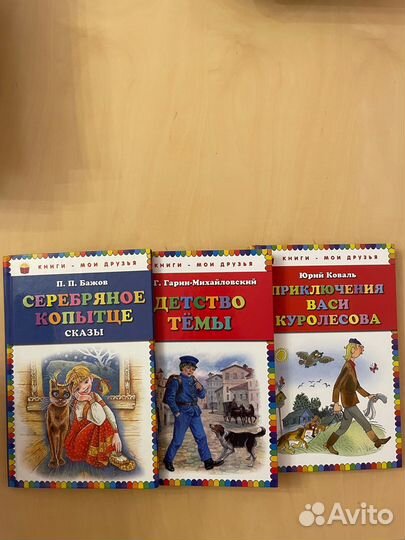 КНИГИ - МОИ ДРУЗЬЯ
П. П. Бажов
СЕРЕБРЯНОЕ
КОПЫТЦЕ
СКАЗЫ
КНИГИ - МОИ ДРУЗЬЯ
Г. Гарин-Михайловский
ДЕТСТВО
ТЁМЫ
КНИГИ - МОИ ДРУЗЬЯ
Юрий Коваль
ПРИКЛЮЧЕНИЯ
ВАСИ
КУРОЛЕСОВА
Avito